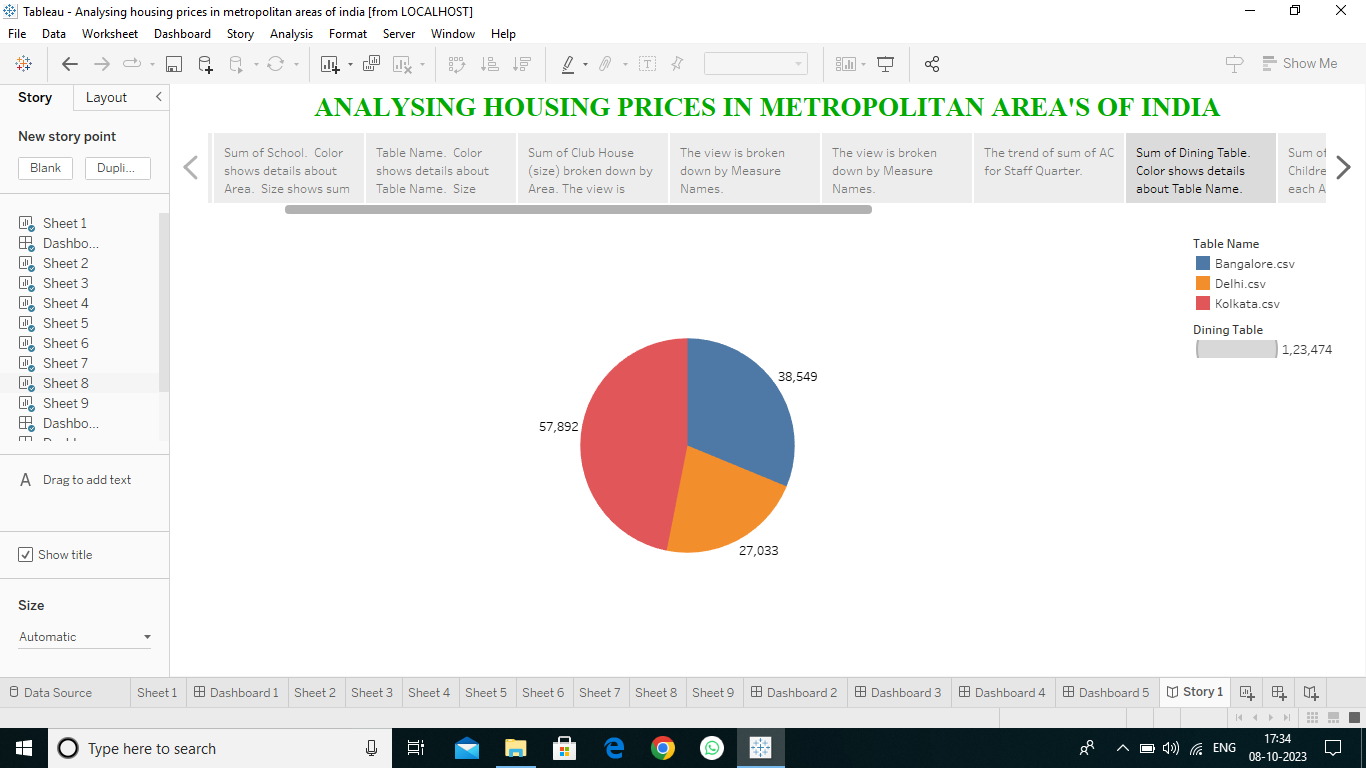 Tableau - Analysing housing prices in metropolitan areas of india [from LOCALHOST]
File Data Worksheet Dashboard Story Analysis Format Server Window Help
Show Me
Story Layout
New story point
Blank Dupli...
Sheet 1
Dashbo...
Sheet 2
Sheet 3
Sheet 4
Sheet 5
Sheet 6
Sheet 7
Sheet 8
Sheet 9
Dashbo...
A Drag to add text
Show title
Size
Automatic
ANALYSING HOUSING PRICES IN METROPOLITAN AREA'S OF INDIA
Sum of School. Color
shows details about
Area. Size shows sum
Table Name. Color
shows details about
Table Name. Size
Sum of Club House
(size) broken down by
Area. The view is
The view is broken
down by Measure
Names.
The view is broken
down by Measure
Names.
The trend of sum of AC
for Staff Quarter.
Sum of Dining Table.
Color shows details
about Table Name.
Sum of
Childre
each A
Table Name
Bangalore.csv
Delhi.csv
Kolkata.csv
Dining Table
1,23,474
38,549
57,892
27,033
Data Source Sheet 1 Dashboard 1 Sheet 2 Sheet 3 Sheet 4 Sheet 5 Sheet 6 Sheet 7 Sheet 8 Sheet 9 Dashboard 2 Dashboard 3 Dashboard 4 Dashboard 5 Story 1
Type here to search
ENG
17:34
08-10-2023